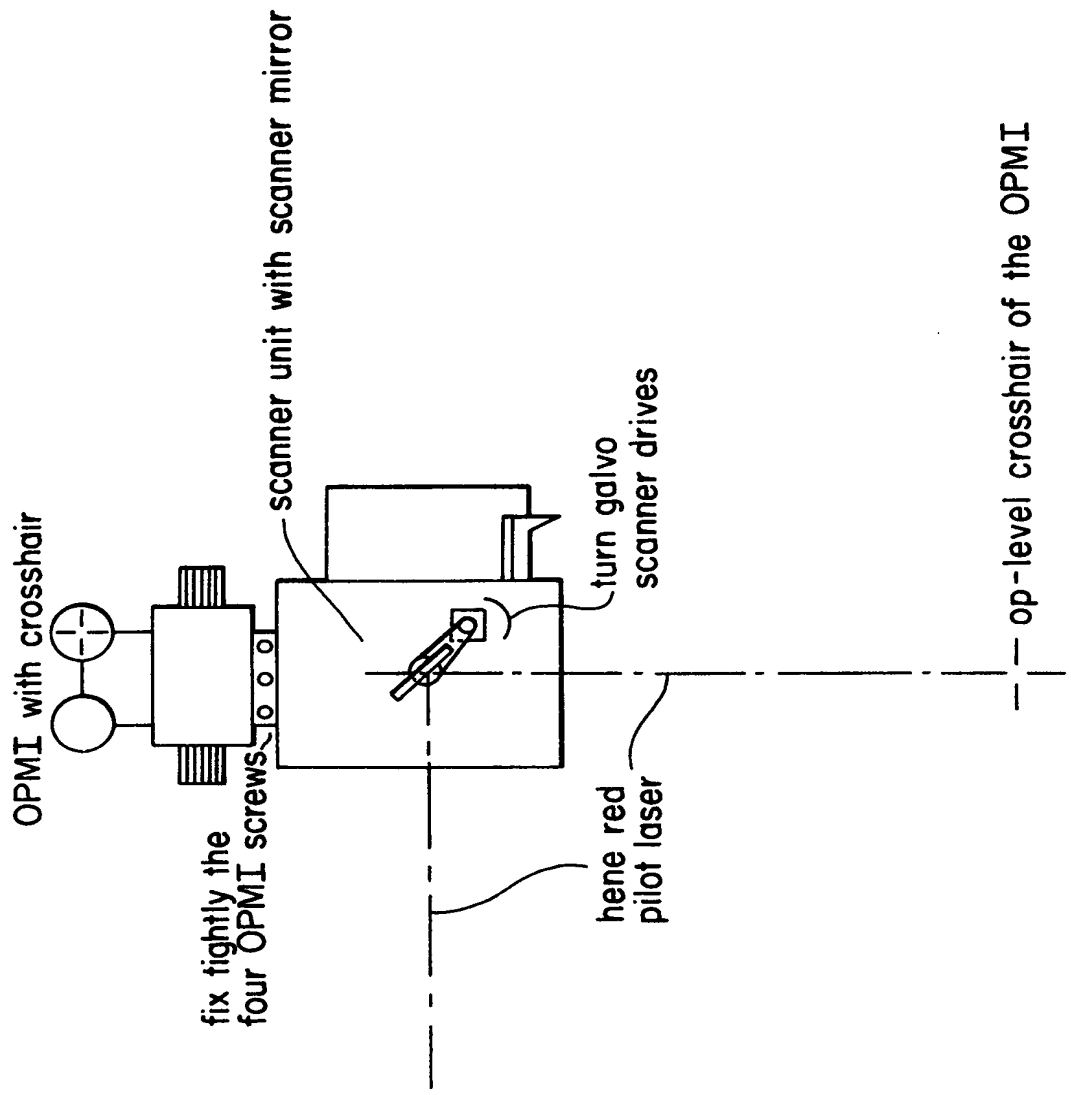 OPMI with crosshair
fix tightly the
four OPMI screws
scanner unit with scanner mirror
turn galvo
scanner drives
hene red
pilot laser
op-level crosshair of the OPMI